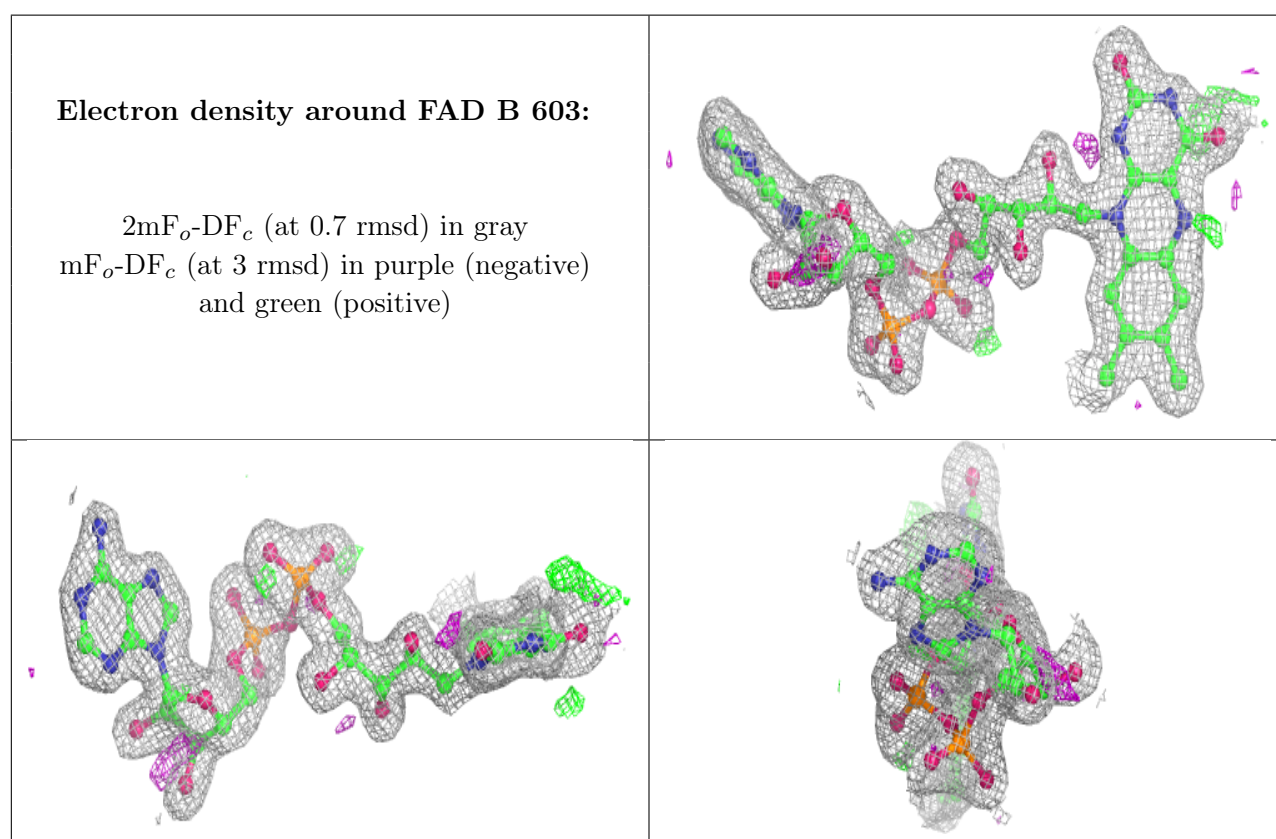 Electron density around FAD B 603:
2mFo-DFc (at 0.7 rmsd) in gray
mFo-DFc (at 3 rmsd) in purple (negative)
and green (positive)